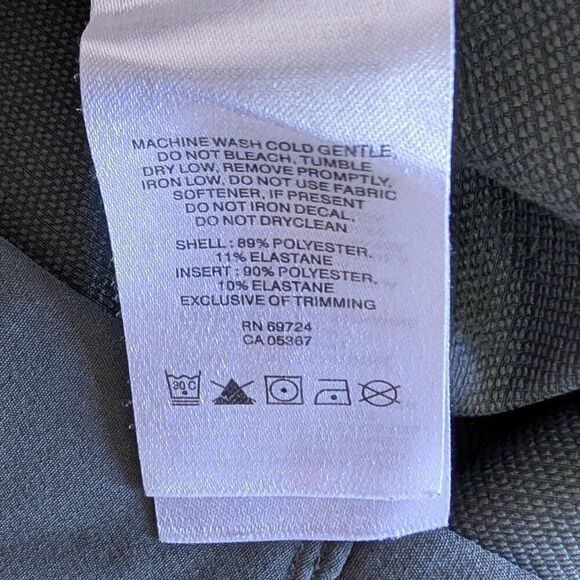 MACHINE WASH COLD GENTLE,
DO NOT BLEACH, TUMBLE
DRY LOW, REMOVE PROMPTLY,
IRON LOW. DO NOT USE FABRIC
SOFTENER, IF PRESENT
DO NOT IRON DECAL,
DO NOT DRYCLEAN
SHELL : 89% POLYESTER,
11% ELASTANE
INSERT : 90% POLYESTER,
10% ELASTANE
EXCLUSIVE OF TRIMMING
RN 69724
CA 05367
30 C